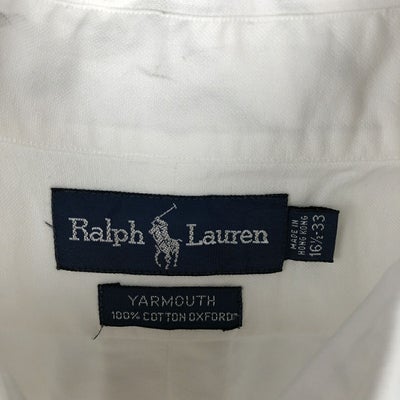 Ralph Lauren
MADE IN
HONG KONG
16½-33
YARMOUTH
100% COTTON OXFORD